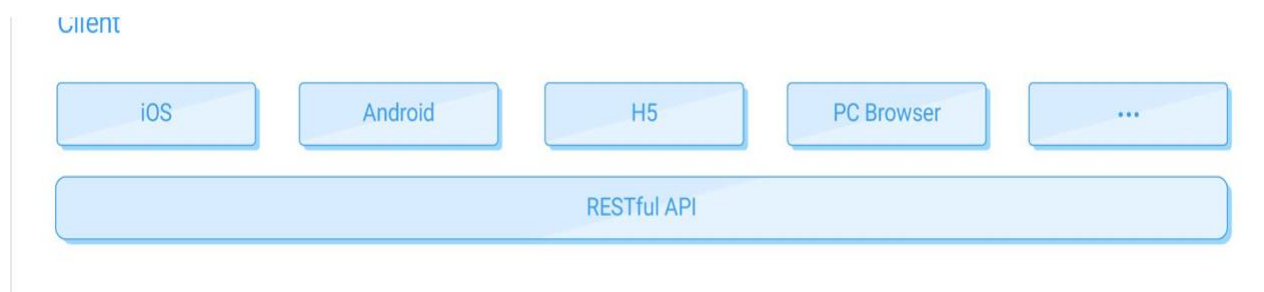 Client
iOS
Android
H5
PC Browser
...
RESTful API